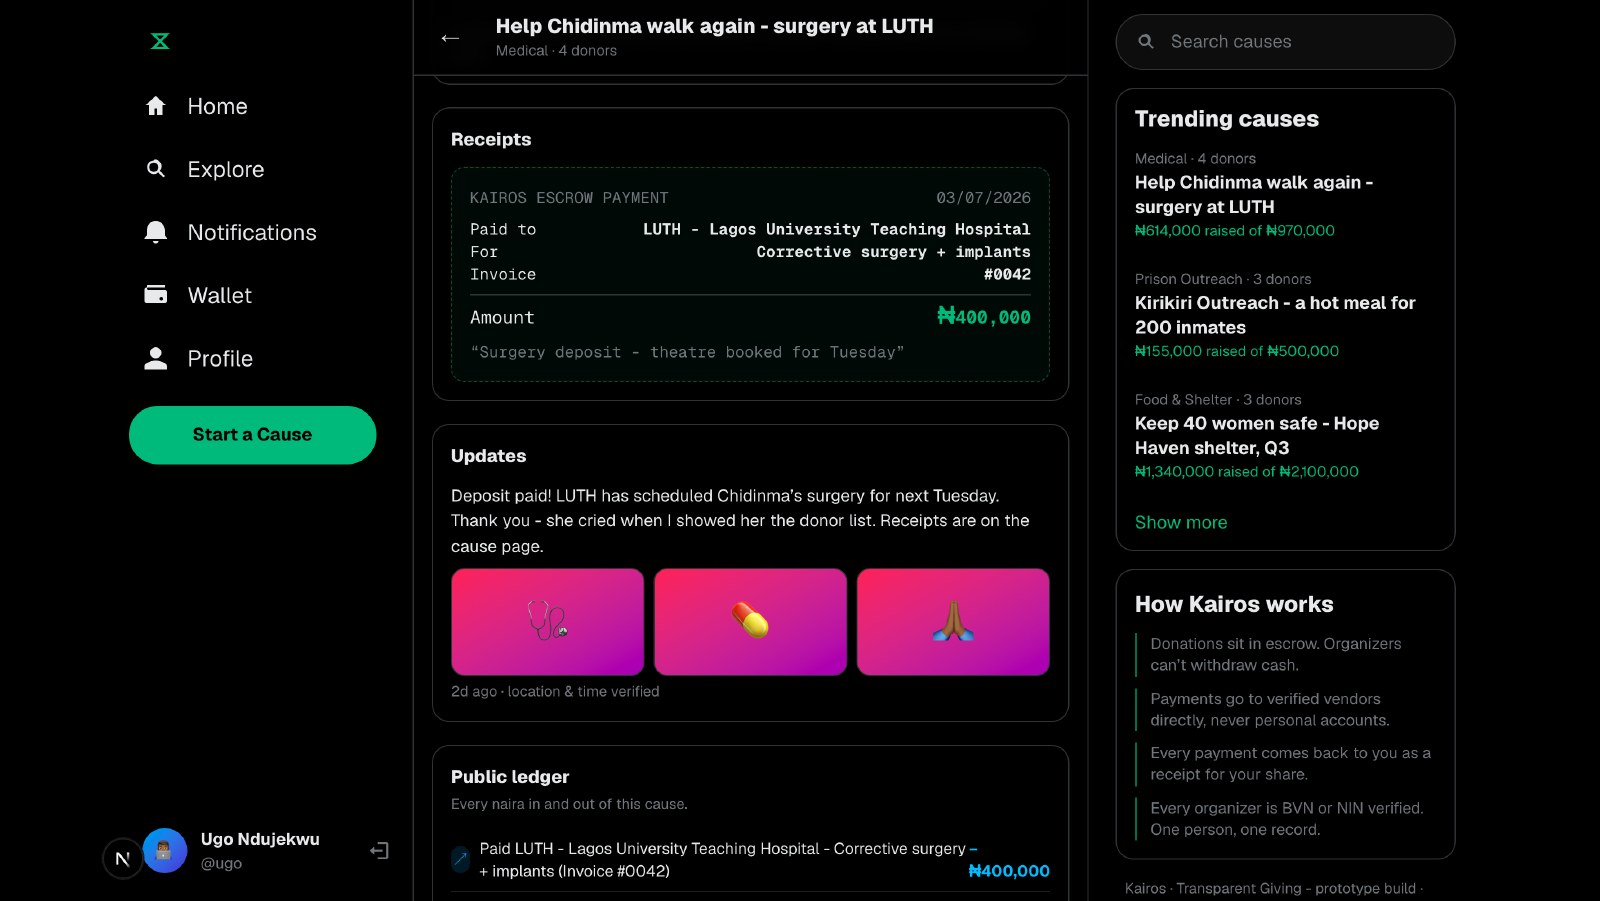 Home
Explore
Notifications
Wallet
Profile
Start a Cause
N
Ugo Ndujekwu
@ugo
←
Help Chidinma walk again - surgery at LUTH
Medical · 4 donors
Receipts
KAIROS ESCROW PAYMENT 03/07/2026
Paid to LUTH - Lagos University Teaching Hospital
For Corrective surgery + implants
Invoice #0042
Amount ₦400,000
“Surgery deposit - theatre booked for Tuesday”
Updates
Deposit paid! LUTH has scheduled Chidinma’s surgery for next Tuesday.
Thank you - she cried when I showed her the donor list. Receipts are on the
cause page.
2d ago · location & time verified
Public ledger
Every naira in and out of this cause.
Paid LUTH - Lagos University Teaching Hospital - Corrective surgery –
+ implants (Invoice #0042) ₦400,000
Search causes
Trending causes
Medical · 4 donors
Help Chidinma walk again -
surgery at LUTH
₦614,000 raised of ₦970,000
Prison Outreach · 3 donors
Kirikiri Outreach - a hot meal for
200 inmates
₦155,000 raised of ₦500,000
Food & Shelter · 3 donors
Keep 40 women safe - Hope
Haven shelter, Q3
₦1,340,000 raised of ₦2,100,000
Show more
How Kairos works
Donations sit in escrow. Organizers
can’t withdraw cash.
Payments go to verified vendors
directly, never personal accounts.
Every payment comes back to you as a
receipt for your share.
Every organizer is BVN or NIN verified.
One person, one record.
Kairos · Transparent Giving - prototype build ·